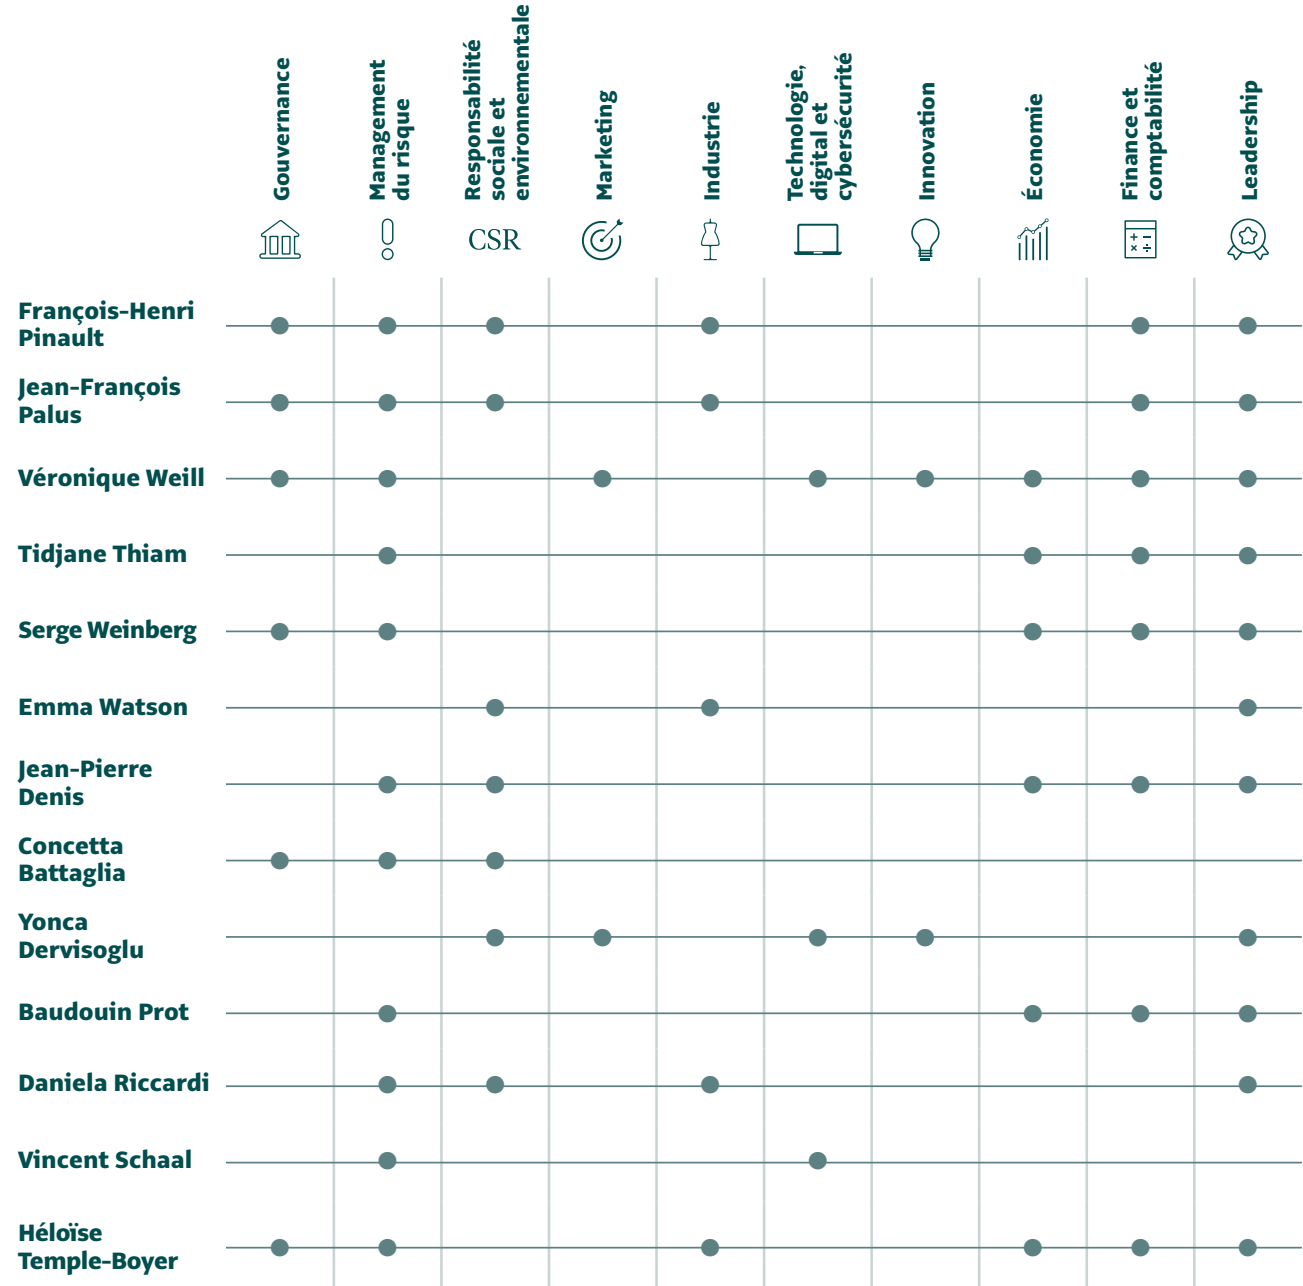 Gouvernance
Management
du risque
Responsabilité
sociale et
environnementale
Marketing
Industrie
Technologie,
digital et
cybersécurité
Innovation
Économie
Finance et
comptabilité
Leadership
CSR
François-Henri
Pinault
Jean-François
Palus
Véronique Weill
Tidjane Thiam
Serge Weinberg
Emma Watson
Jean-Pierre
Denis
Concetta
Battaglia
Yonca
Dervisoglu
Baudouin Prot
Daniela Riccardi
Vincent Schaal
Héloïse
Temple-Boyer